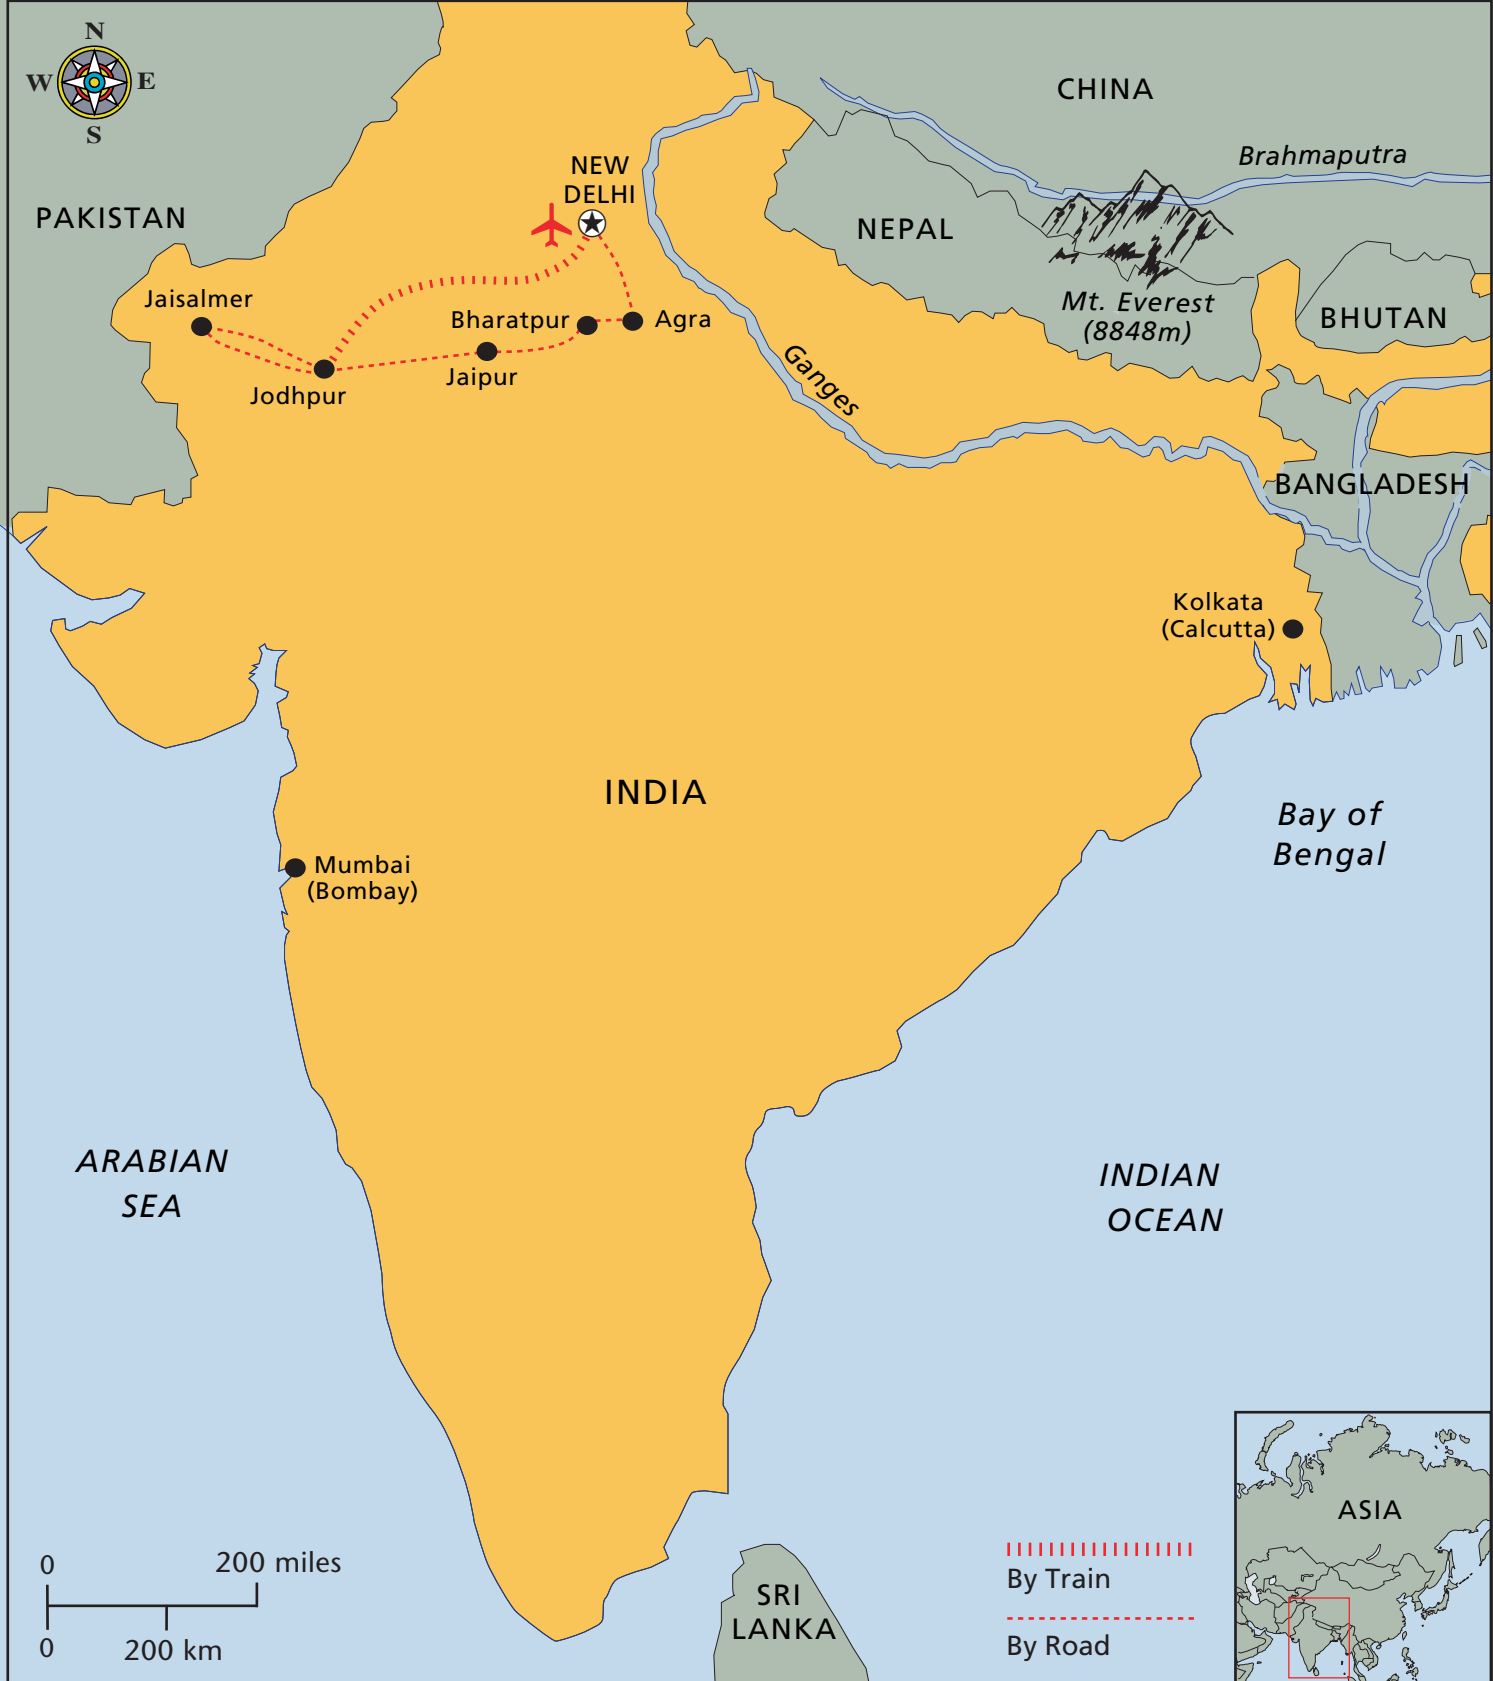 N
W E
S
CHINA
Brahmaputra
NEW
DELHI
PAKISTAN
NEPAL
Jaisalmer
Mt. Everest
(8848m)
BHUTAN
Bharatpur
Agra
Jaipur
Jodhpur
Ganges
BANGLADESH
Kolkata
(Calcutta)
INDIA
Bay of
Bengal
Mumbai
(Bombay)
ARABIAN
SEA
INDIAN
OCEAN
ASIA
0 200 miles
0 200 km
SRI
LANKA
By Train
By Road